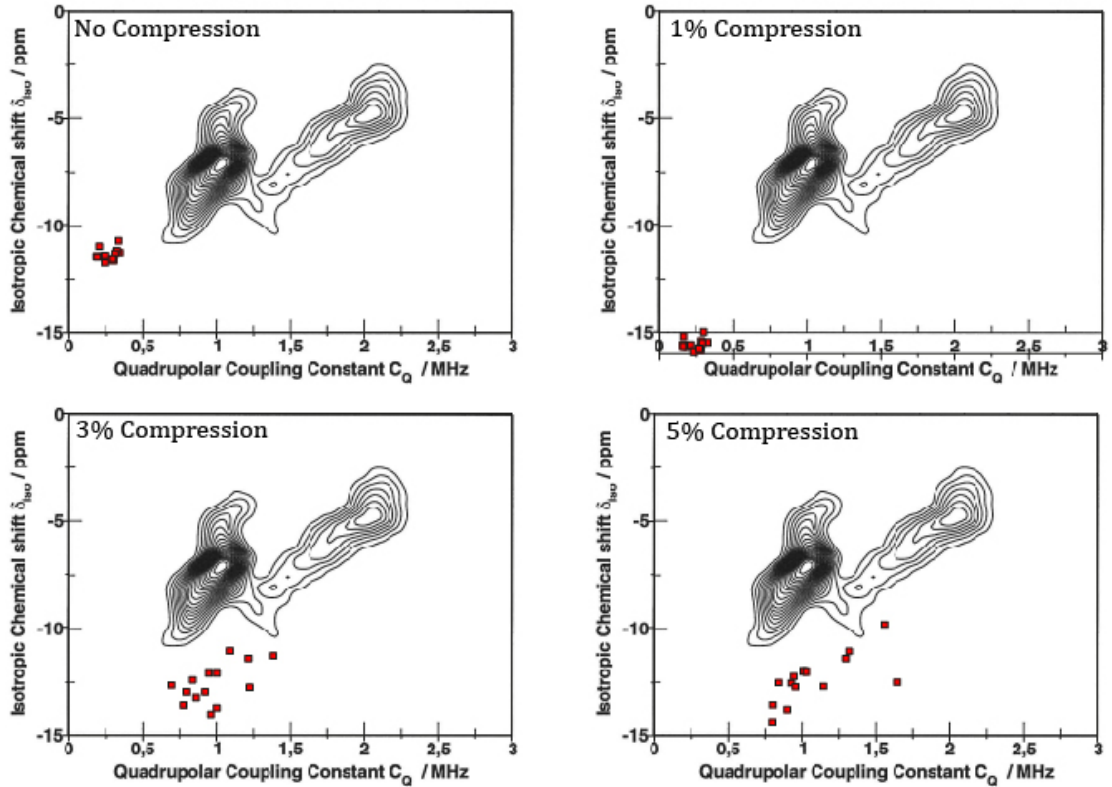 No Compression
0
-5
-10
-15
Isotropic Chemical shift δiso / ppm
0 0,5 1 1,5 2 2,5 3
Quadrupolar Coupling Constant CQ / MHz
1% Compression
0
-5
-10
-15
Isotropic Chemical shift δiso / ppm
0 0,5 1 1,5 2 2,5 3
Quadrupolar Coupling Constant CQ / MHz
3% Compression
0
-5
-10
-15
Isotropic Chemical shift δiso / ppm
0 0,5 1 1,5 2 2,5 3
Quadrupolar Coupling Constant CQ / MHz
5% Compression
0
-5
-10
-15
Isotropic Chemical shift δiso / ppm
0 0,5 1 1,5 2 2,5 3
Quadrupolar Coupling Constant CQ / MHz